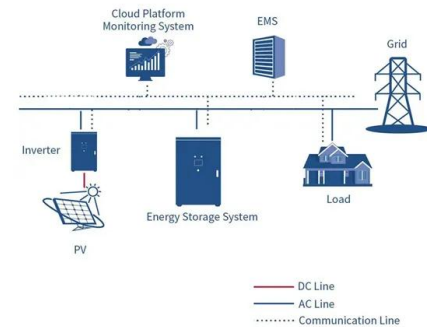 Cloud Platform
Monitoring System
EMS
Grid
Inverter
Energy Storage System
Load
PV
DC Line
AC Line
Communication Line